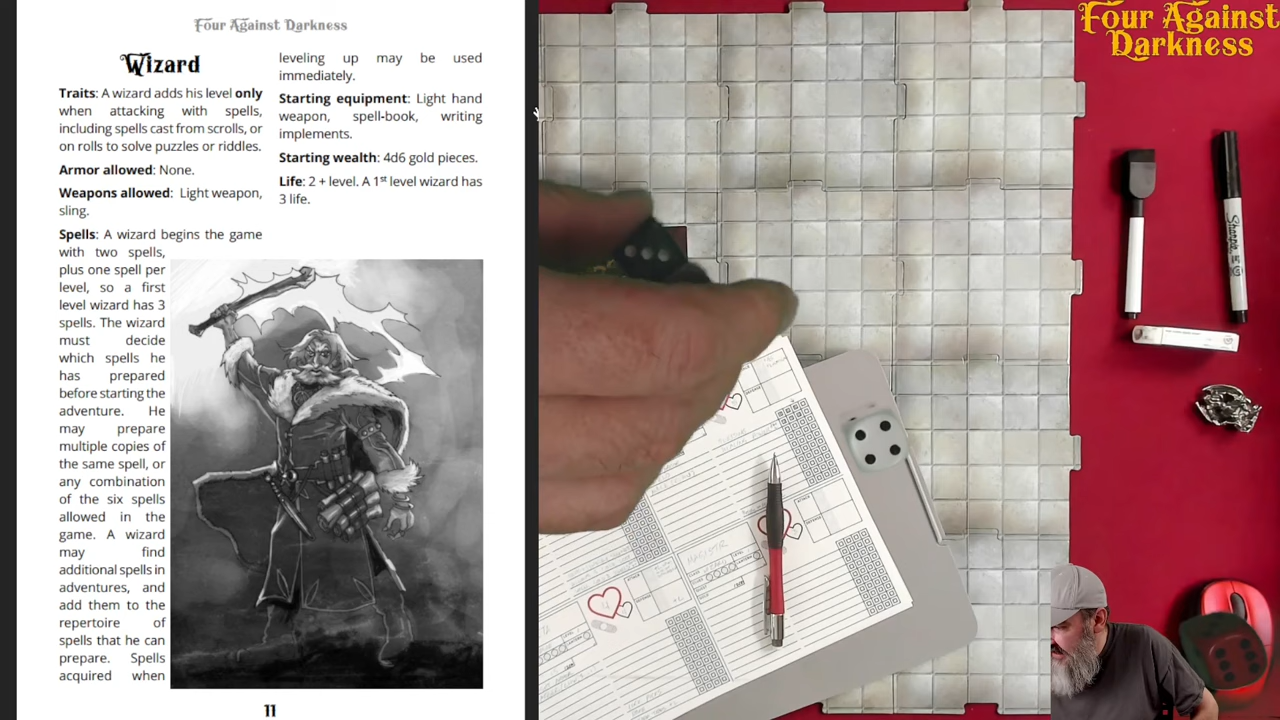 Four Against Darkness
Wizard
Traits: A wizard adds his level only
when attacking with spells,
including spells cast from scrolls, or
on rolls to solve puzzles or riddles.
Armor allowed: None.
Weapons allowed: Light weapon,
sling.
Spells: A wizard begins the game
with two spells,
plus one spell per
level, so a first
level wizard has 3
spells. The wizard
must decide
which spells he
has prepared
before starting the
adventure. He
may prepare
multiple copies of
the same spell, or
any combination
of the six spells
allowed in the
game. A wizard
may find
additional spells in
adventures, and
add them to the
repertoire of
spells that he can
prepare. Spells
acquired when
leveling up may be used
immediately.
Starting equipment: Light hand
weapon, spell-book, writing
implements.
Starting wealth: 4d6 gold pieces.
Life: 2 + level. A 1st level wizard has
3 life.
11
Four Against
Darkness
Sharpie